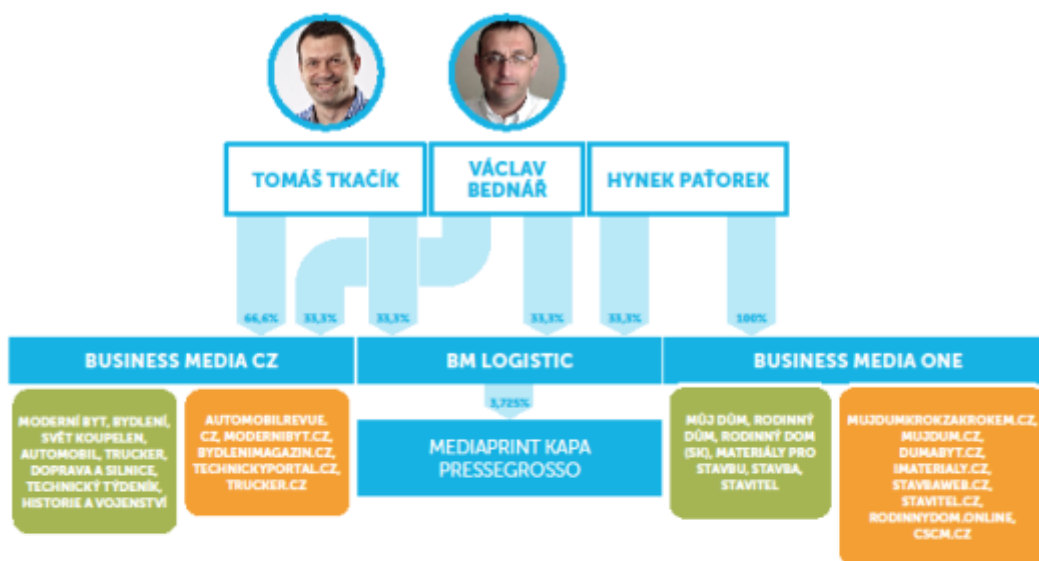 TOMÁŠ TKAČÍK
VÁCLAV
BEDNÁŘ
HYNEK PAŤOREK
66,6%
33,3%
33,3%
33,3%
33,3%
100%
BUSINESS MEDIA CZ
BM LOGISTIC
BUSINESS MEDIA ONE
MODERNÍ BYT, BYDLENÍ,
SVĚT KOUPELEN,
AUTOMOBIL, TRUCKER,
DOPRAVA A SILNICE,
TECHNICKÝ TÝDENÍK,
HISTORIE A VOJENSTVÍ
AUTOMOBILREVUE.
CZ, MODERNIBYT.CZ,
BYDLENIMAGAZIN.CZ,
TECHNICKYPORTAL.CZ,
TRUCKER.CZ
3,725%
MEDIAPRINT KAPA
PRESSEGROSSO
MŮJ DŮM, RODINNÝ
DŮM, RODINNÝ DOM
(SK), MATERIÁLY PRO
STAVBU, STAVBA,
STAVITEL
MUJDUMKROKZAKROKEM.CZ,
MUJDUM.CZ,
DUMABYT.CZ,
IMATERIALY.CZ,
STAVBAWEB.CZ,
STAVITEL.CZ,
RODINNYDOM.ONLINE,
CSCM.CZ